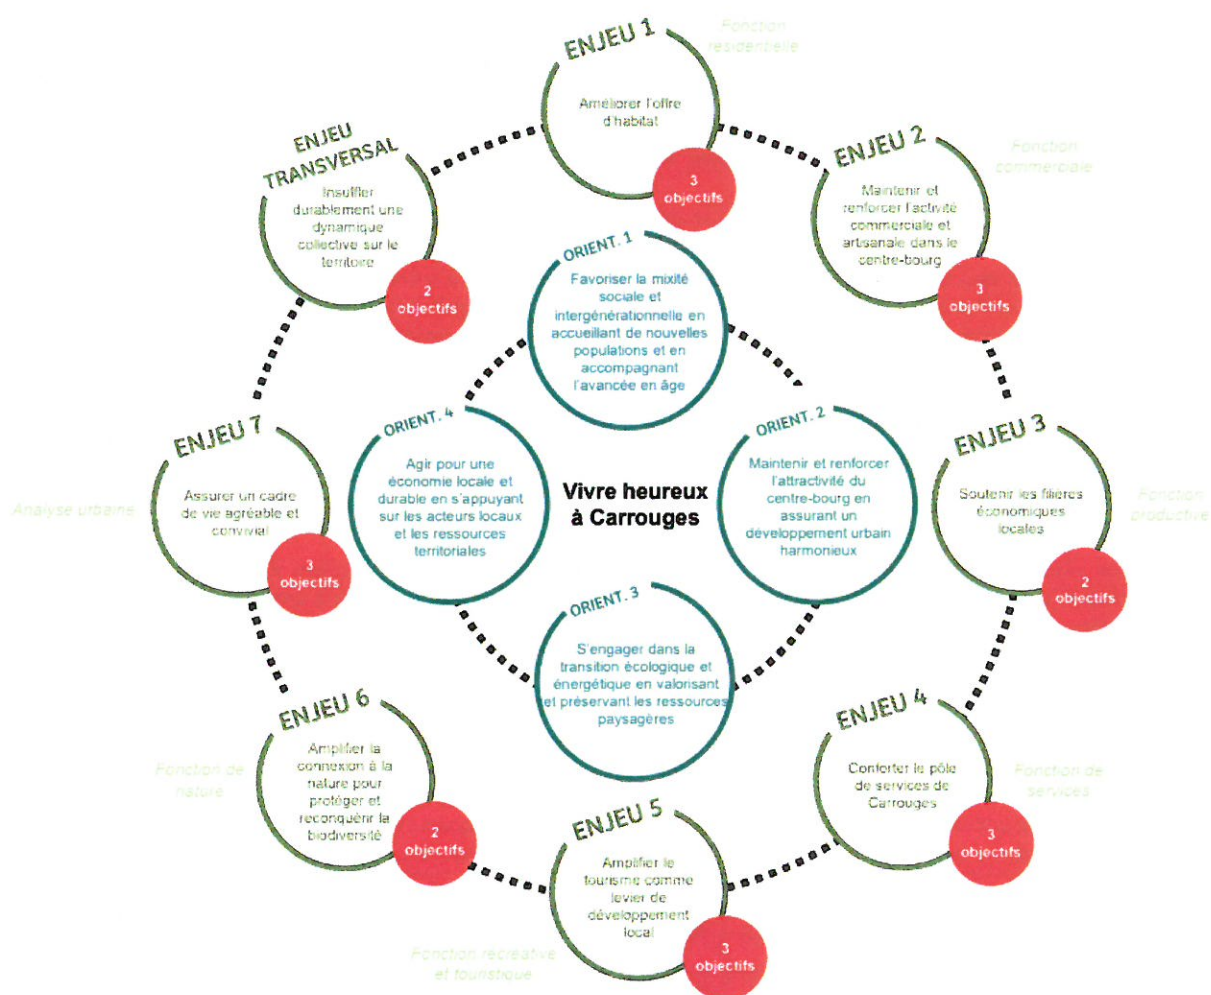 ENJEU 1
Fonction
résidentielle
Améliorer l'offre
d'habitat
3
objectifs
ENJEU 2
Fonction
commerciale
Maintenir et
renforcer l'activité
commerciale et
artisanale dans le
centre-bourg
3
objectifs
ENJEU
TRANSVERSAL
Insuffler
durablement une
dynamique
collective sur le
territoire
2
objectifs
ORIENT. 1
Favoriser la mixité
sociale et
intergénérationnelle en
accueillant de nouvelles
populations et en
accompagnant
l'avancée en âge
ENJEU 7
Analyse urbaine
Assurer un cadre
de vie agréable et
convivial
3
objectifs
ORIENT. 4
Agir pour une
économie locale et
durable en s'appuyant
sur les acteurs locaux
et les ressources
territoriales
Vivre heureux
à Carrouges
ORIENT. 2
Maintenir et renforcer
l'attractivité du
centre-bourg en
assurant un
développement urbain
harmonieux
ENJEU 3
Soutenir les filières
économiques
locales
Fonction
productive
2
objectifs
ORIENT. 3
S'engager dans la
transition écologique et
énergétique en valorisant
et préservant les ressources
paysagères
ENJEU 6
Fonction de
nature
Amplifier la
connexion à la
nature pour
protéger et
reconquérir la
biodiversité
2
objectifs
ENJEU 4
Conforter le pôle
de services de
Carrouges
Fonction de
services
3
objectifs
ENJEU 5
Amplifier le
tourisme comme
levier de
développement
local
Fonction récréative
et touristique
3
objectifs